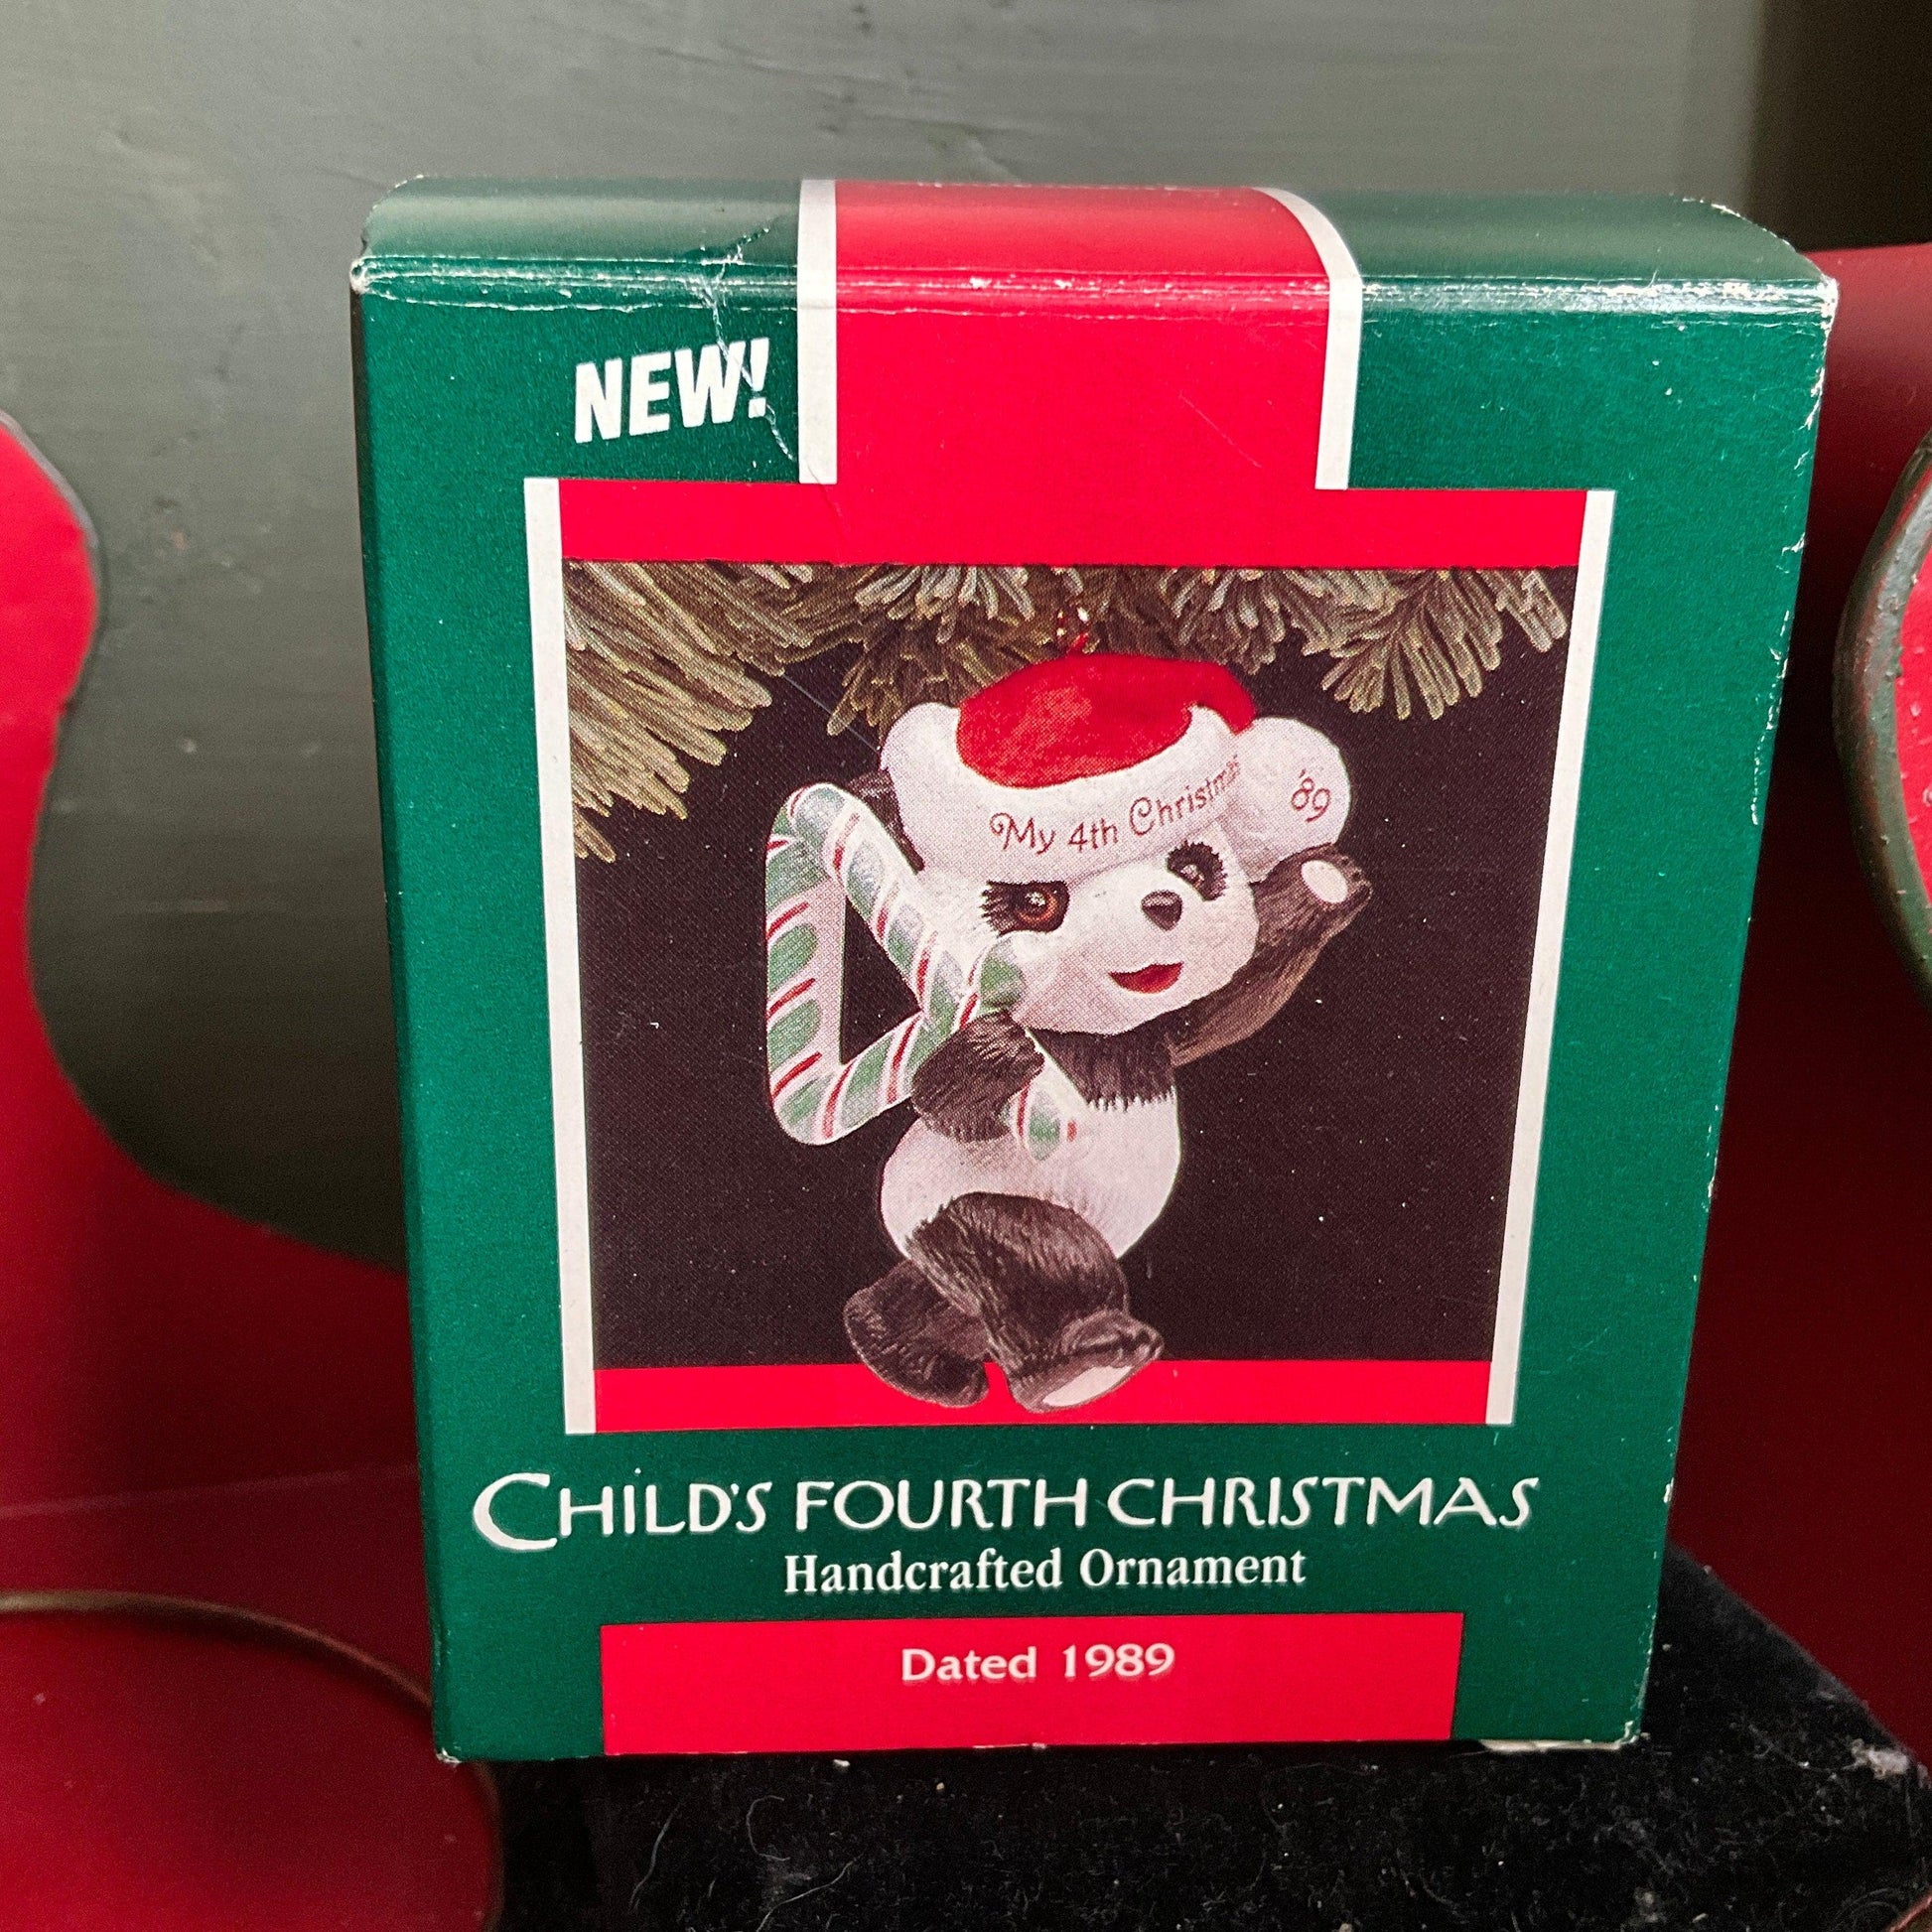 NEW!
My 4th Christmas
'89
CHILD'S FOURTH CHRISTMAS
Handcrafted Ornament
Dated 1989